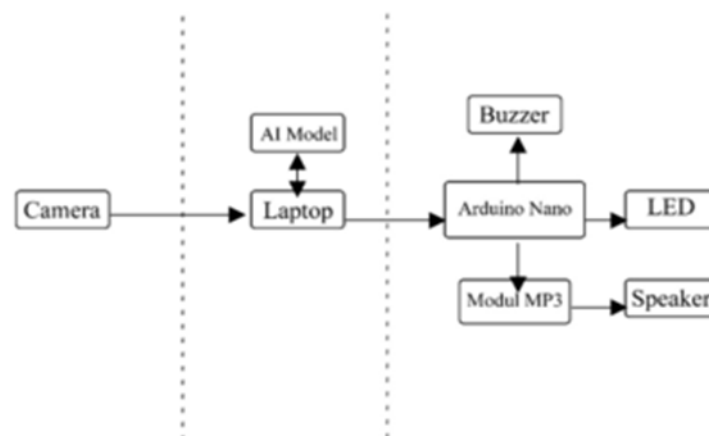 Buzzer
AI Model
Camera
Laptop
Arduino Nano
LED
Modul MP3
Speaker